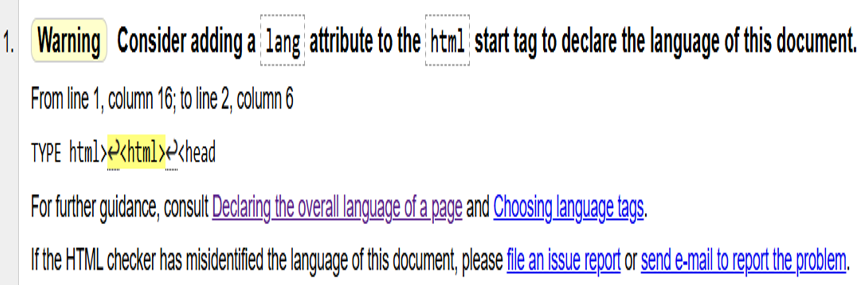 1. Warning Consider adding a lang attribute to the html start tag to declare the language of this document.
From line 1, column 16; to line 2, column 6
TYPE html>↩<html>↩<head
For further guidance, consult Declaring the overall language of a page and Choosing language tags.
If the HTML checker has misidentified the language of this document, please file an issue report or send e-mail to report the problem.